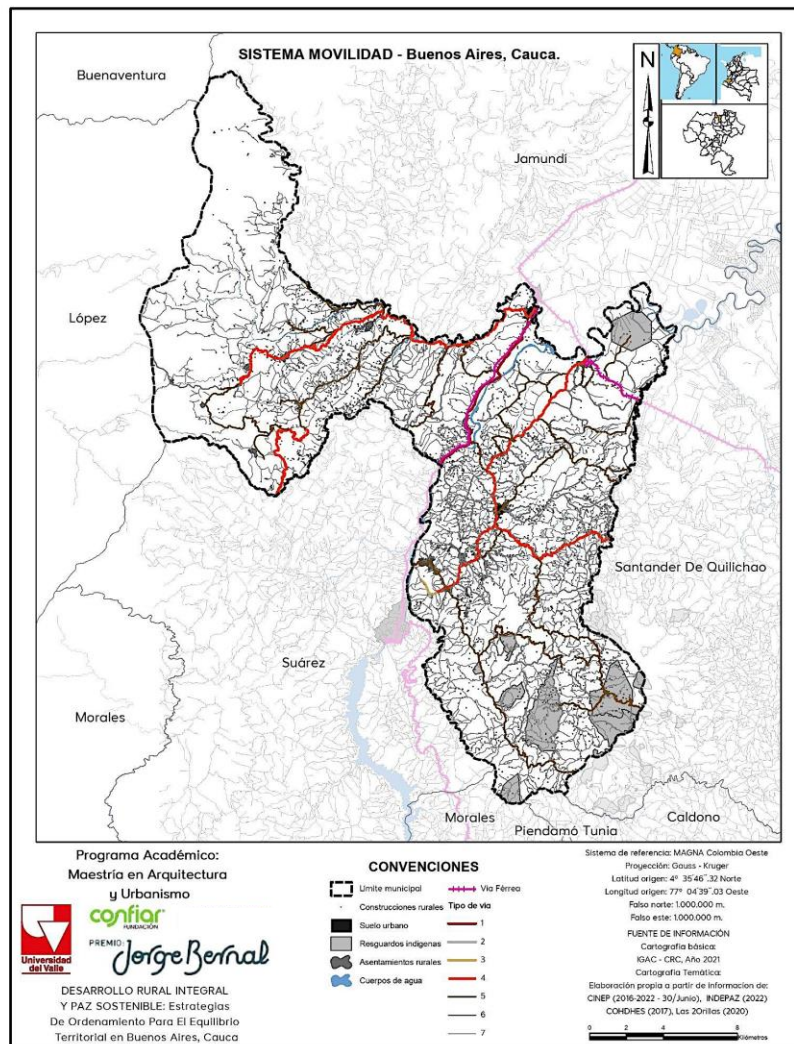 SISTEMA MOVILIDAD - Buenos Aires, Cauca.
N
Buenaventura
Jamundí
López
Santander De Quilichao
Suárez
Morales
Morales
Caldono
Piendamó Tunia
Programa Académico:
Maestría en Arquitectura
y Urbanismo
Universidad
del Valle
confiar
FUNDACIÓN
PREMIO:
Jorge Bernal
DESARROLLO RURAL INTEGRAL
Y PAZ SOSTENIBLE: Estrategias
De Ordenamiento Para El Equilibrio
Territorial en Buenos Aires, Cauca
CONVENCIONES
Limite municipal
Construcciones rurales
Suelo urbano
Resguardos indigenas
Asentamientos rurales
Cuerpos de agua
Via Férrea
Tipo de via
1
2
3
4
5
6
7
Sistema de referencia: MAGNA Colombia Oeste
Proyección: Gauss - Kruger
Latitud origen: 4° 35'46".32 Norte
Longitud origen: 77° 04'39".03 Oeste
Falso norte: 1.000.000 m.
Falso este: 1.000.000 m.
FUENTE DE INFORMACIÓN
Cartografía básica:
IGAC - CRC, Año 2021
Cartografía Temática:
Elaboración propia a partir de informacion de:
CINEP (2016-2022 - 30/Junio), INDEPAZ (2022)
COHDHES (2017), Las 2Orillas (2020)
0 2 4 8
Kilómetros